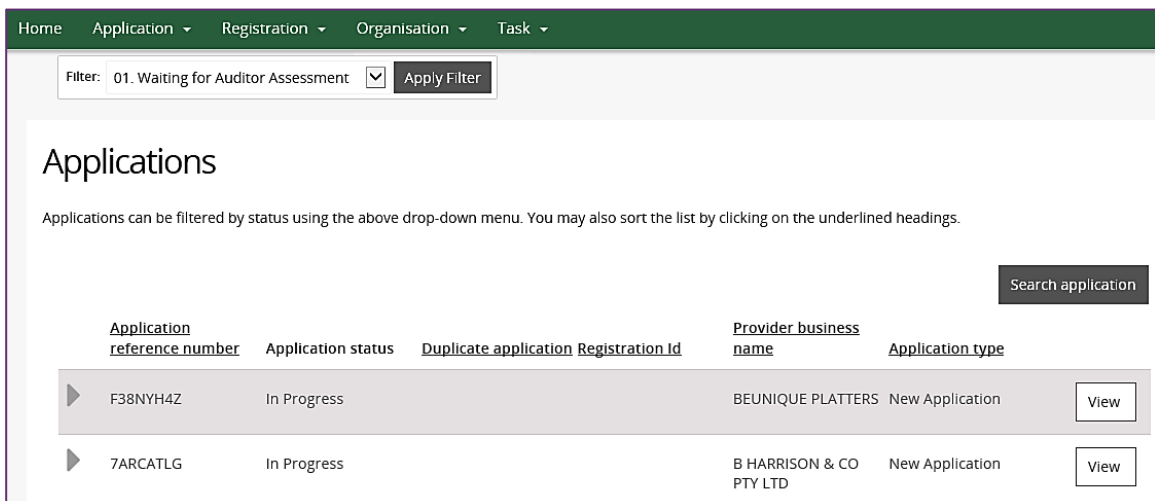 Home Application Registration Organisation Task
Filter: 01. Waiting for Auditor Assessment Apply Filter
Applications
Applications can be filtered by status using the above drop-down menu. You may also sort the list by clicking on the underlined headings.
Search application
Application reference number Application status Duplicate application Registration Id Provider business name Application type
F38NYH4Z In Progress BEUNIQUE PLATTERS New Application View
7ARCATLG In Progress B HARRISON & CO PTY LTD New Application View